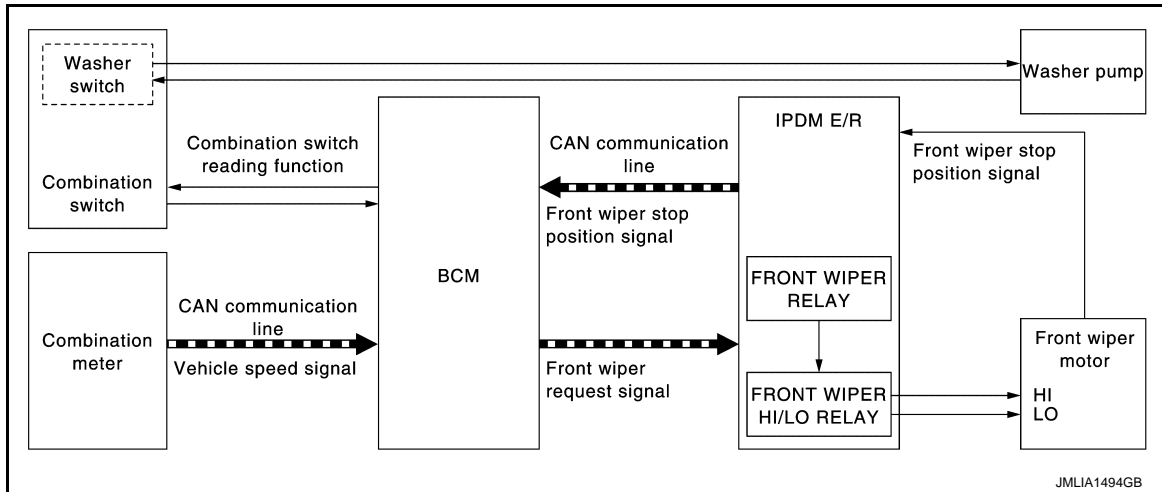 Washer
switch
Washer pump
Combination switch
reading function
Combination
switch
CAN communication
line
Front wiper stop
position signal
IPDM E/R
Front wiper stop
position signal
BCM
Combination
meter
CAN communication
line
Vehicle speed signal
Front wiper
request signal
FRONT WIPER
RELAY
FRONT WIPER
HI/LO RELAY
Front wiper
motor
HI
LO
JMLIA1494GB